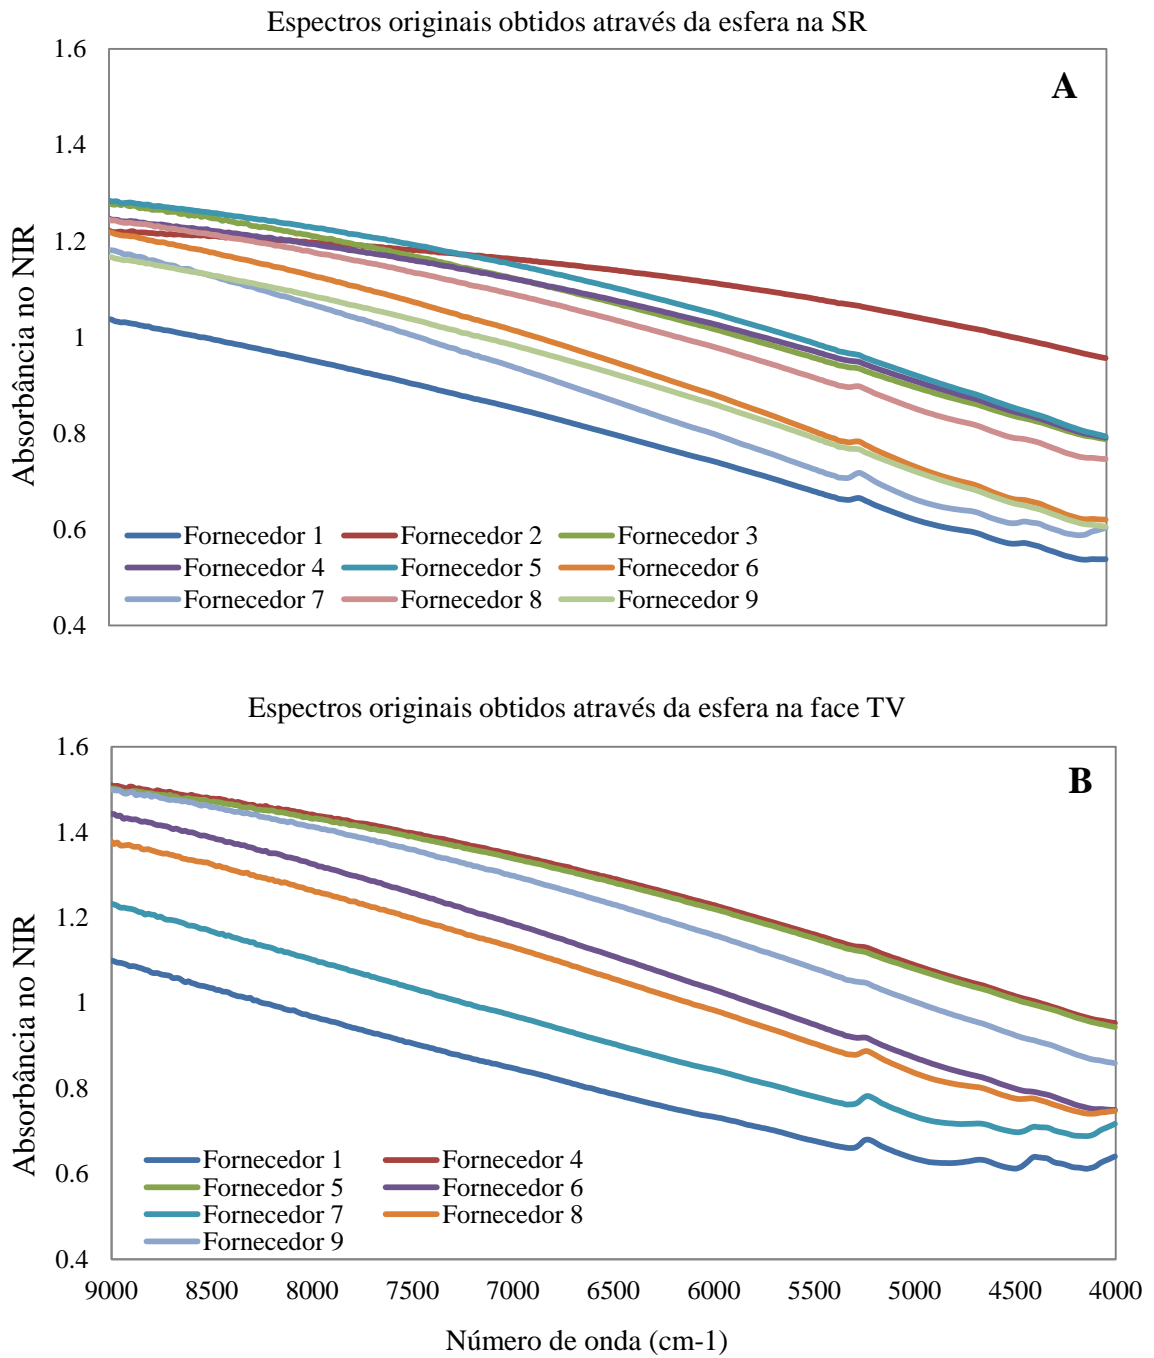 Espectros originais obtidos através da esfera na SR
A
1.6
1.4
1.2
1
0.8
0.6
0.4
Absorbância no NIR
Fornecedor 1 Fornecedor 2 Fornecedor 3
Fornecedor 4 Fornecedor 5 Fornecedor 6
Fornecedor 7 Fornecedor 8 Fornecedor 9
Espectros originais obtidos através da esfera na face TV
B
1.6
1.4
1.2
1
0.8
0.6
0.4
Absorbância no NIR
Fornecedor 1 Fornecedor 4
Fornecedor 5 Fornecedor 6
Fornecedor 7 Fornecedor 8
Fornecedor 9
9000 8500 8000 7500 7000 6500 6000 5500 5000 4500 4000
Número de onda (cm-1)